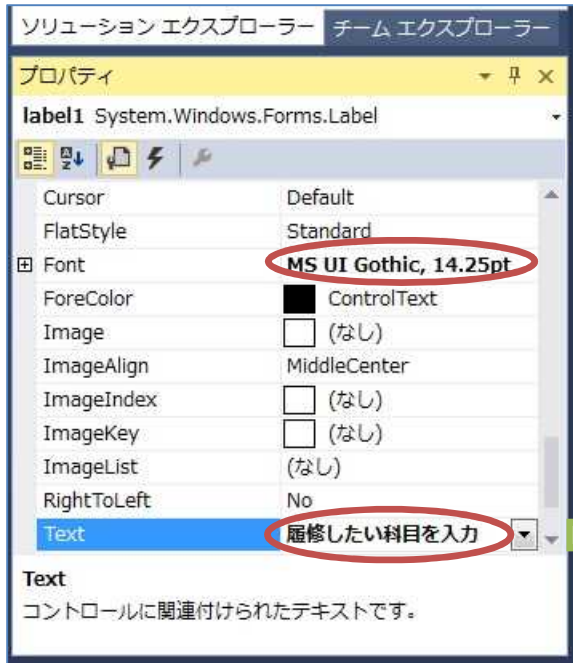 ソリューション エクスプローラー チーム エクスプローラー
プロパティ
label1 System.Windows.Forms.Label
Cursor Default
FlatStyle Standard
Font MS UI Gothic, 14.25pt
ForeColor ControlText
Image (なし)
ImageAlign MiddleCenter
ImageIndex (なし)
ImageKey (なし)
ImageList (なし)
RightToLeft No
Text 履修したい科目を入力
Text
コントロールに関連付けられたテキストです。